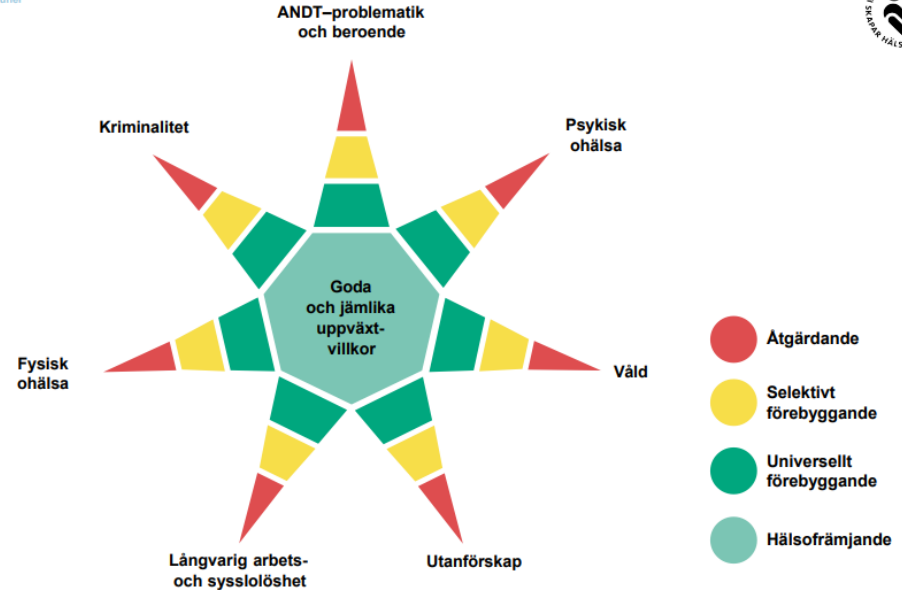 ANDT–problematik
och beroende
SKAPAR
Kriminalitet
Psykisk
ohälsa
Goda
och jämlika
uppväxt-
villkor
Fysisk
ohälsa
Våld
Långvarig arbets-
och sysslolöshet
Utanförskap
Åtgärdande
Selektivt
förebyggande
Universellt
förebyggande
Hälsofrämjande